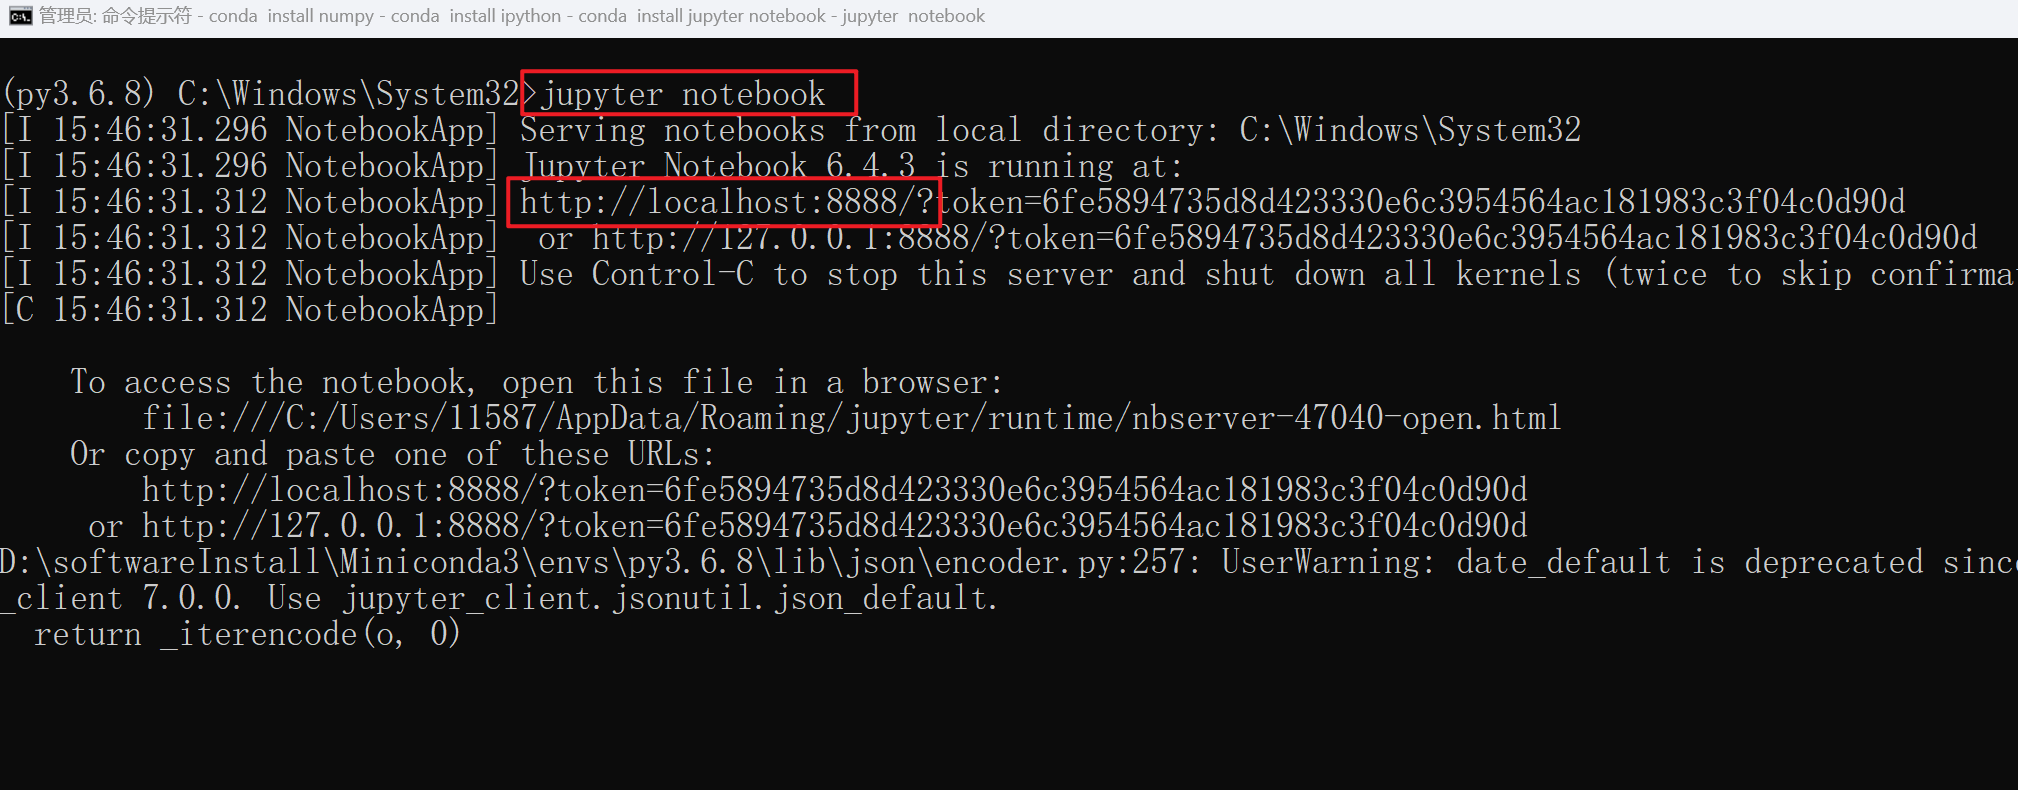 管理员: 命令提示符 - conda  install numpy - conda  install ipython - conda  install jupyter notebook - jupyter  notebook
(py3.6.8) C:\Windows\System32>jupyter notebook
[I 15:46:31.296 NotebookApp] Serving notebooks from local directory: C:\Windows\System32
[I 15:46:31.296 NotebookApp] Jupyter Notebook 6.4.3 is running at:
[I 15:46:31.312 NotebookApp] http://localhost:8888/?token=6fe5894735d8d423330e6c3954564ac181983c3f04c0d90d
[I 15:46:31.312 NotebookApp]  or http://127.0.0.1:8888/?token=6fe5894735d8d423330e6c3954564ac181983c3f04c0d90d
[I 15:46:31.312 NotebookApp] Use Control-C to stop this server and shut down all kernels (twice to skip confirma
[C 15:46:31.312 NotebookApp]
To access the notebook, open this file in a browser:
file:///C:/Users/11587/AppData/Roaming/jupyter/runtime/nbserver-47040-open.html
Or copy and paste one of these URLs:
http://localhost:8888/?token=6fe5894735d8d423330e6c3954564ac181983c3f04c0d90d
or http://127.0.0.1:8888/?token=6fe5894735d8d423330e6c3954564ac181983c3f04c0d90d
D:\softwareInstall\Miniconda3\envs\py3.6.8\lib\json\encoder.py:257: UserWarning: date_default is deprecated sinc
_client 7.0.0. Use jupyter_client.jsonutil.json_default.
return _iterencode(o, 0)